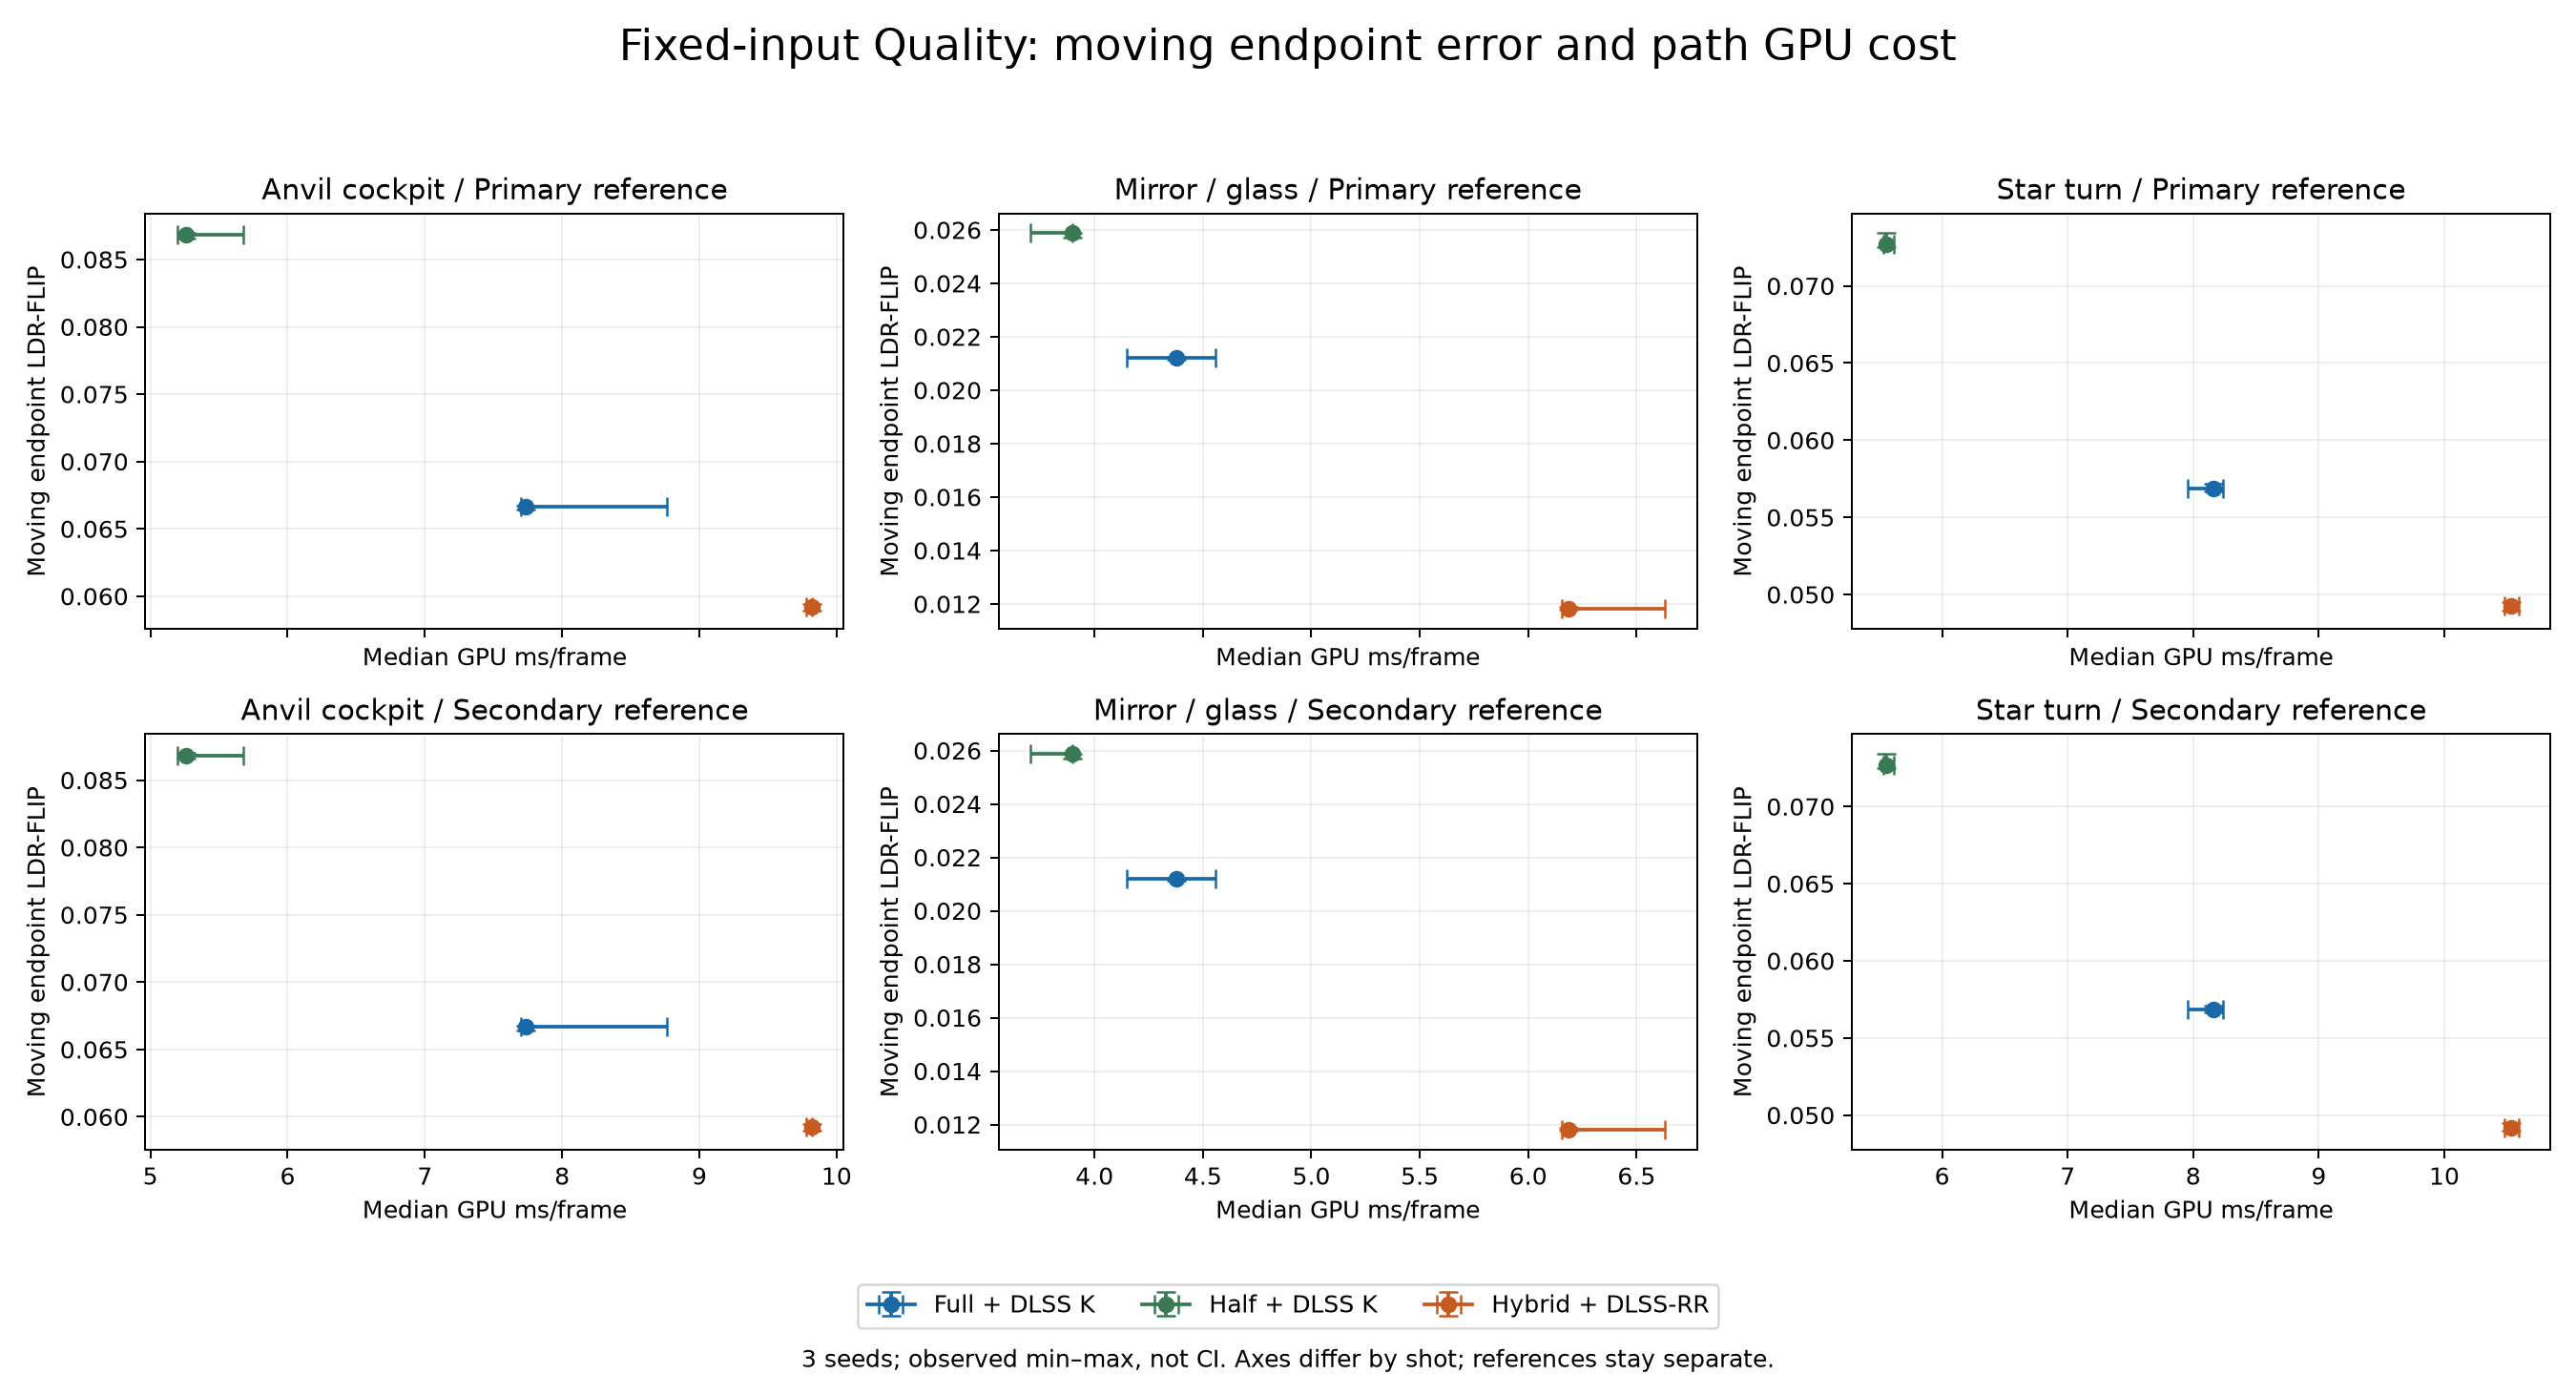 Fixed-input Quality: moving endpoint error and path GPU cost
Anvil cockpit / Primary reference
Moving endpoint LDR-FLIP
0.085
0.080
0.075
0.070
0.065
0.060
Median GPU ms/frame
Mirror / glass / Primary reference
Moving endpoint LDR-FLIP
0.026
0.024
0.022
0.020
0.018
0.016
0.014
0.012
Median GPU ms/frame
Star turn / Primary reference
Moving endpoint LDR-FLIP
0.070
0.065
0.060
0.055
0.050
Median GPU ms/frame
Anvil cockpit / Secondary reference
Moving endpoint LDR-FLIP
0.085
0.080
0.075
0.070
0.065
0.060
5 6 7 8 9 10
Median GPU ms/frame
Mirror / glass / Secondary reference
Moving endpoint LDR-FLIP
0.026
0.024
0.022
0.020
0.018
0.016
0.014
0.012
4.0 4.5 5.0 5.5 6.0 6.5
Median GPU ms/frame
Star turn / Secondary reference
Moving endpoint LDR-FLIP
0.070
0.065
0.060
0.055
0.050
6 7 8 9 10
Median GPU ms/frame
Full + DLSS K Half + DLSS K Hybrid + DLSS-RR
3 seeds; observed min–max, not CI. Axes differ by shot; references stay separate.